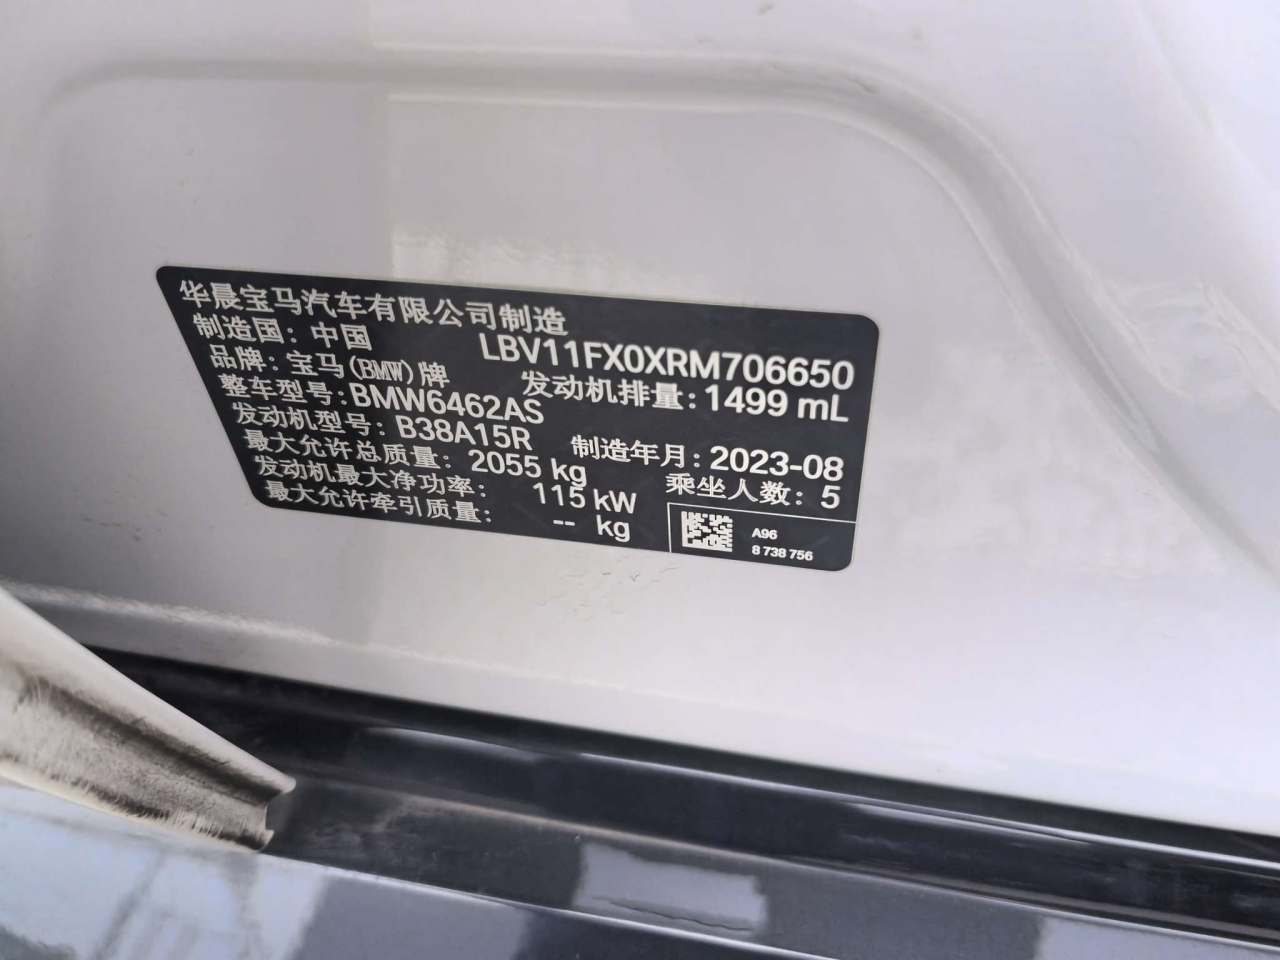 华晨宝马汽车有限公司制造
制造国：中国
LBV11FX0XRM706650
品牌：宝马(BMW)牌
发动机排量：1499 mL
整车型号：BMW6462AS
发动机型号：B38A15R
制造年月：2023-08
最大允许总质量：2055 kg
乘坐人数：5
发动机最大净功率：115 kW
最大允许牵引质量：-- kg
A96
8 738 756